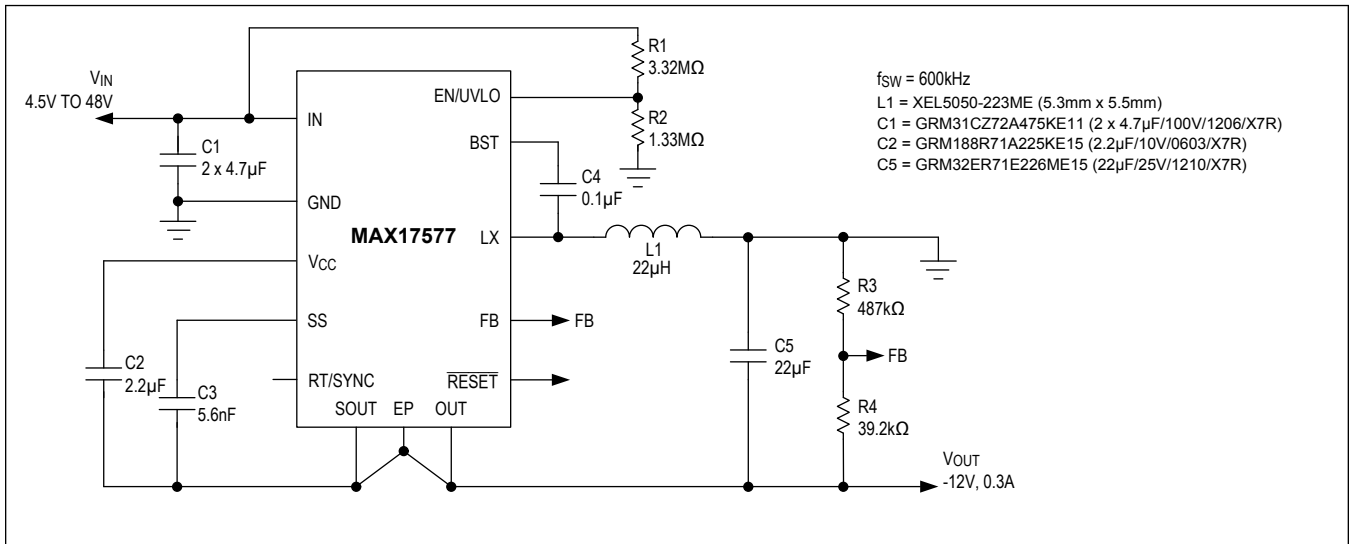 VIN
4.5V TO 48V
C1
2 x 4.7µF
IN
GND
VCC
SS
RT/SYNC
C2
2.2µF
C3
5.6nF
MAX17577
SOUT EP OUT
EN/UVLO
BST
LX
FB
RESET
R1
3.32MΩ
R2
1.33MΩ
C4
0.1µF
L1
22µH
FB
C5
22µF
R3
487kΩ
FB
R4
39.2kΩ
VOUT
-12V, 0.3A
fSW = 600kHz
L1 = XEL5050-223ME (5.3mm x 5.5mm)
C1 = GRM31CZ72A475KE11 (2 x 4.7µF/100V/1206/X7R)
C2 = GRM188R71A225KE15 (2.2µF/10V/0603/X7R)
C5 = GRM32ER71E226ME15 (22µF/25V/1210/X7R)